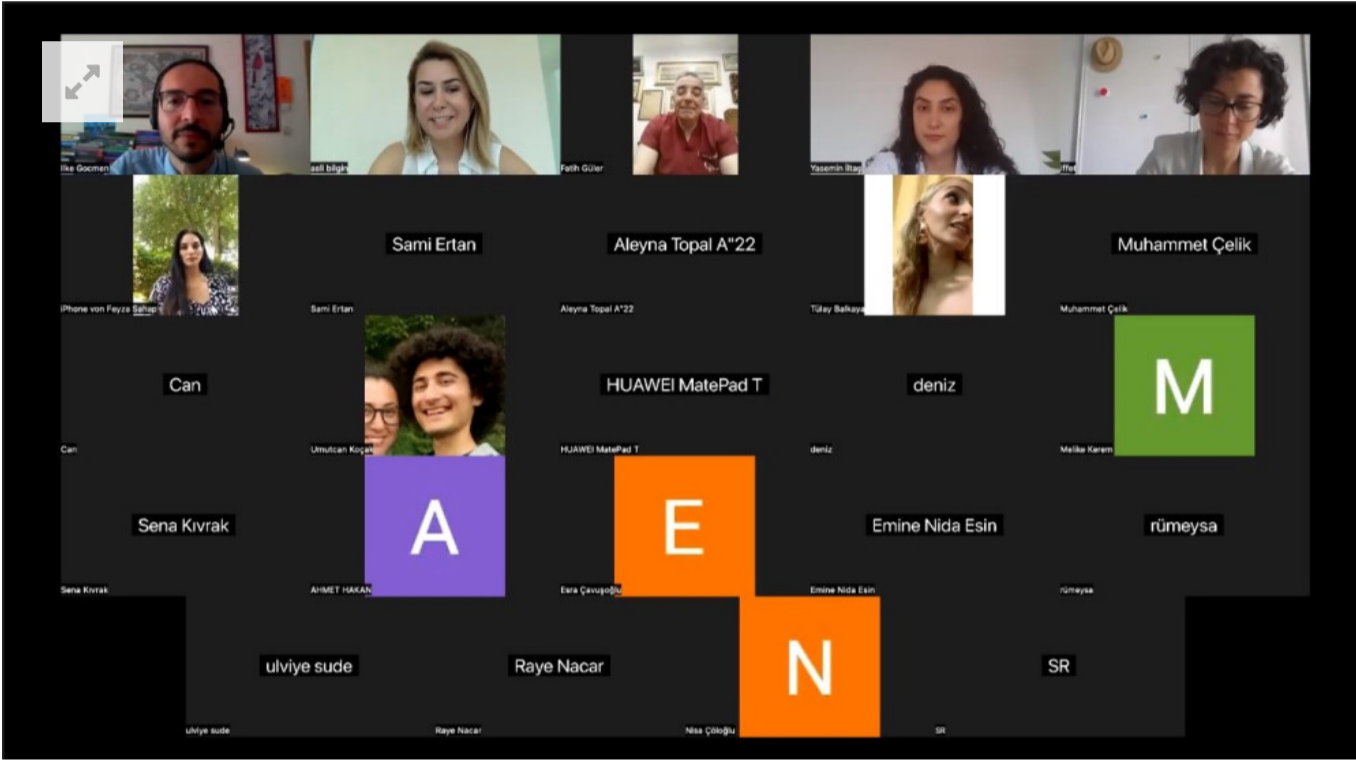 Ilke Gocmen
asli bilgin
Fatih Güler
Yasemin Iltaş
iffet
iPhone von Feyza Sahap
Sami Ertan
Sami Ertan
Aleyna Topal A"22
Aleyna Topal A"22
Tülay Balkaya
Muhammet Çelik
Muhammet Çelik
Can
Can
Umutcan Koçak
HUAWEI MatePad T
HUAWEI MatePad T
deniz
deniz
M
Melike Kerem
Sena Kıvrak
Sena Kıvrak
A
AHMET HAKAN
E
Esra Çavuşoğlu
Emine Nida Esin
Emine Nida Esin
rümeysa
rümeysa
ulviye sude
ulviye sude
Raye Nacar
Raye Nacar
N
Nisa Çöloğlu
SR
SR